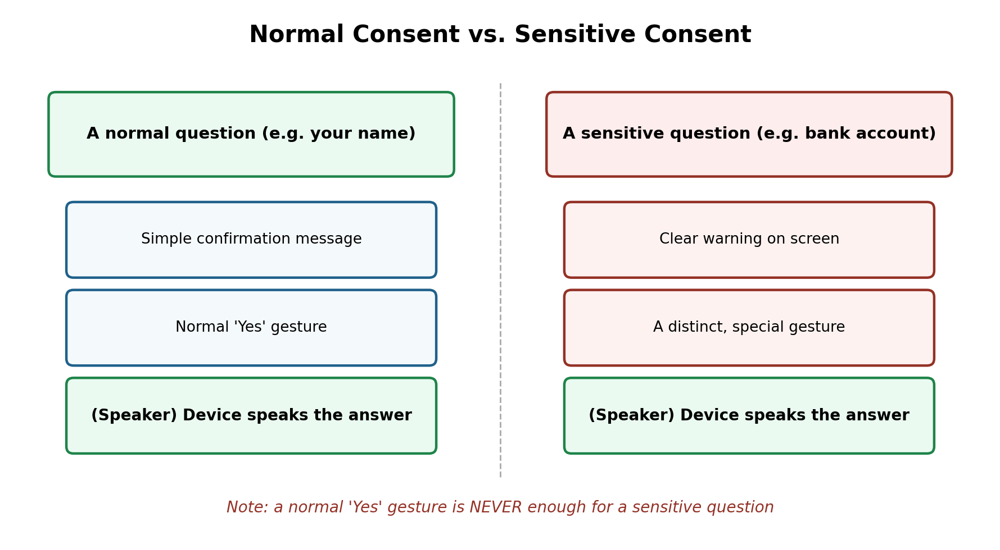 Normal Consent vs. Sensitive Consent
A normal question (e.g. your name)
Simple confirmation message
Normal 'Yes' gesture
(Speaker) Device speaks the answer
A sensitive question (e.g. bank account)
Clear warning on screen
A distinct, special gesture
(Speaker) Device speaks the answer
Note: a normal 'Yes' gesture is NEVER enough for a sensitive question